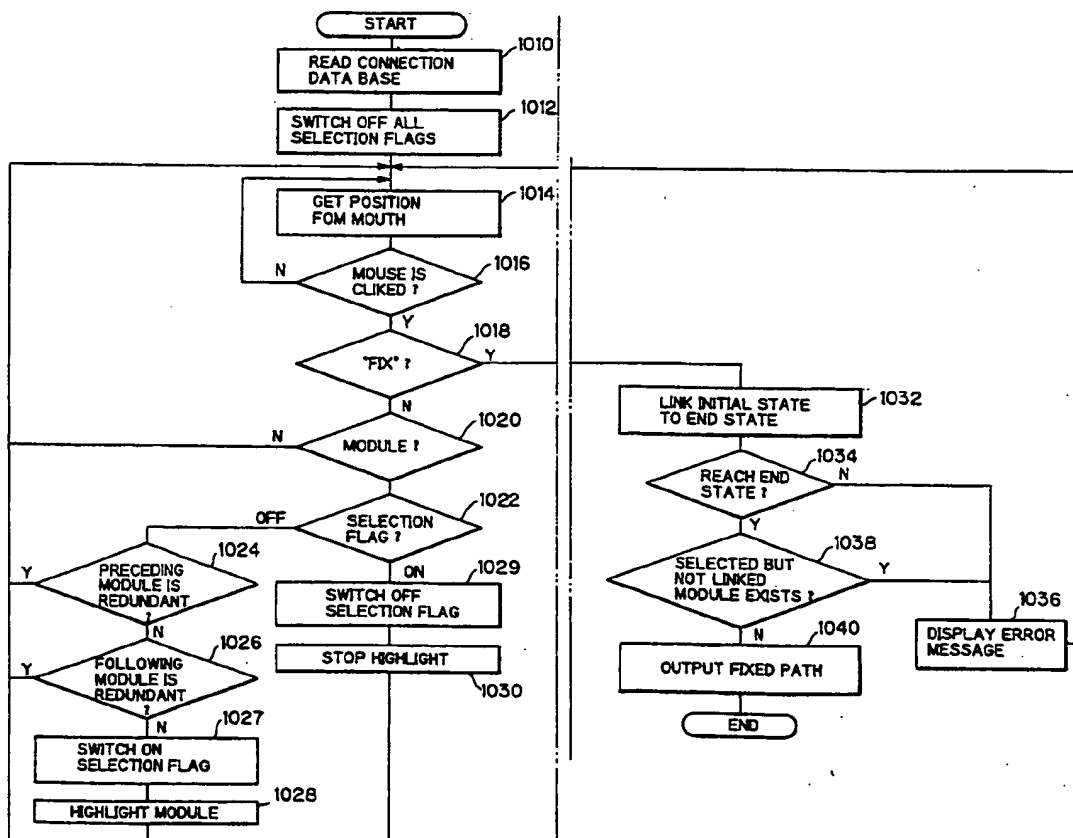 START
1010
READ CONNECTION
DATA BASE
1012
SWITCH OFF ALL
SELECTION FLAGS
1014
GET POSITION
FOM MOUTH
1016
N
MOUSE IS
CLIKED ?
Y
1018
"FIX" ?
Y
N
1020
N
MODULE ?
1022
OFF
SELECTION
FLAG ?
ON
1024
Y
PRECEDING
MODULE IS
REDUNDANT
?
N
1026
Y
FOLLOWING
MODULE IS
REDUNDANT
?
N
1027
SWITCH ON
SELECTION FLAG
1028
HIGHLIGHT MODULE
1029
SWITCH OFF
SELECTION FLAG
STOP HIGHLIGHT
1030
1032
LINK INITIAL STATE
TO END STATE
1034
REACH END
STATE ?
N
Y
1038
SELECTED BUT
NOT LINKED
MODULE EXISTS ?
Y
N
1036
DISPLAY ERROR
MESSAGE
1040
OUTPUT FIXED PATH
END